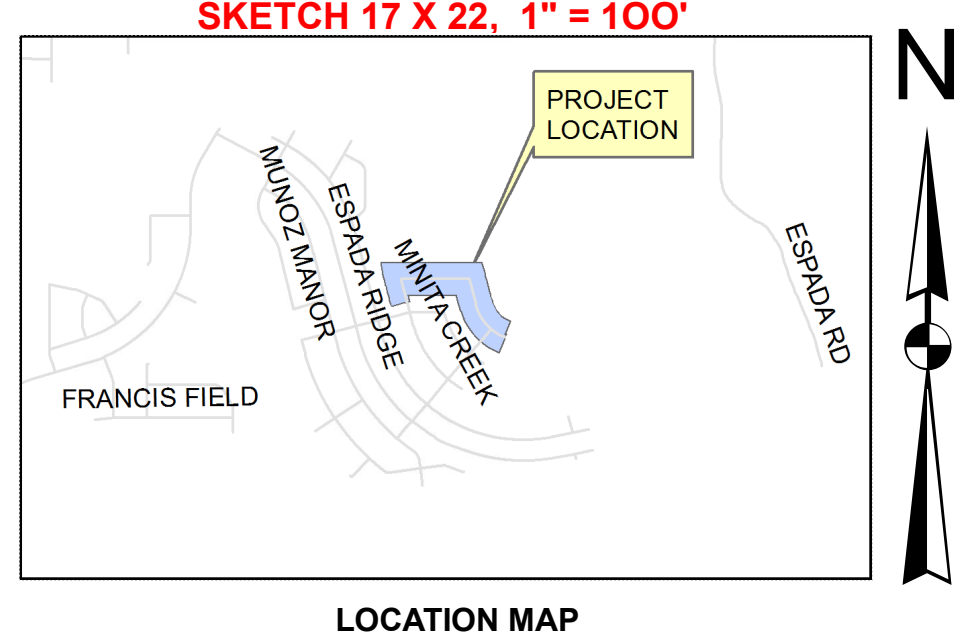 SKETCH 17 X 22, 1" = 1OO'
N
PROJECT
LOCATION
MUNOZ MANOR
ESPADA RIDGE
MINITA CREEK
ESPADA RD
FRANCIS FIELD
LOCATION MAP